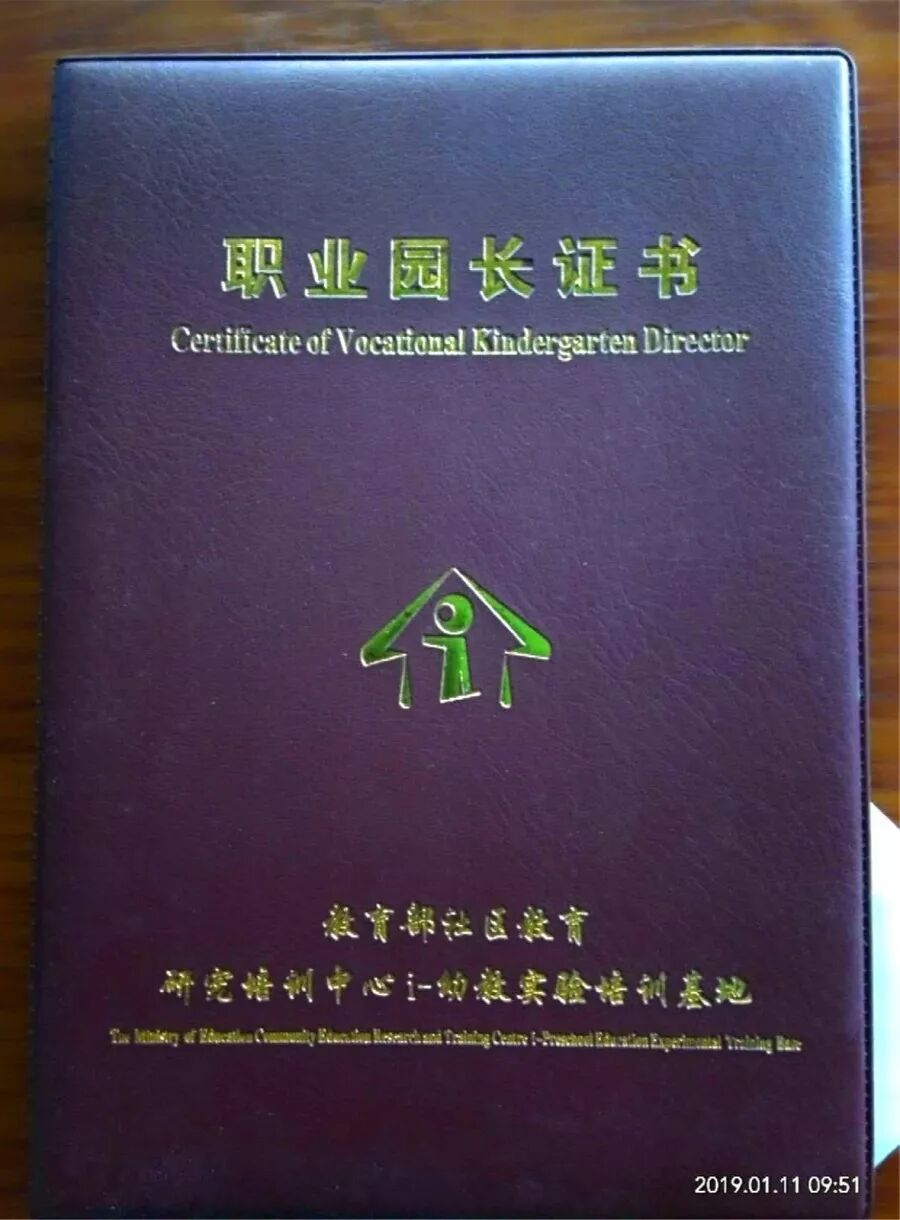 职业园长证书
Certificate of Vocational Kindergarten Director
教育部社区教育
研究培训中心i-幼教实验培训基地
The Ministry of Education Community Education Research and Training Centre i-Preschool Education Experimental Training Base
2019.01.11 09:51